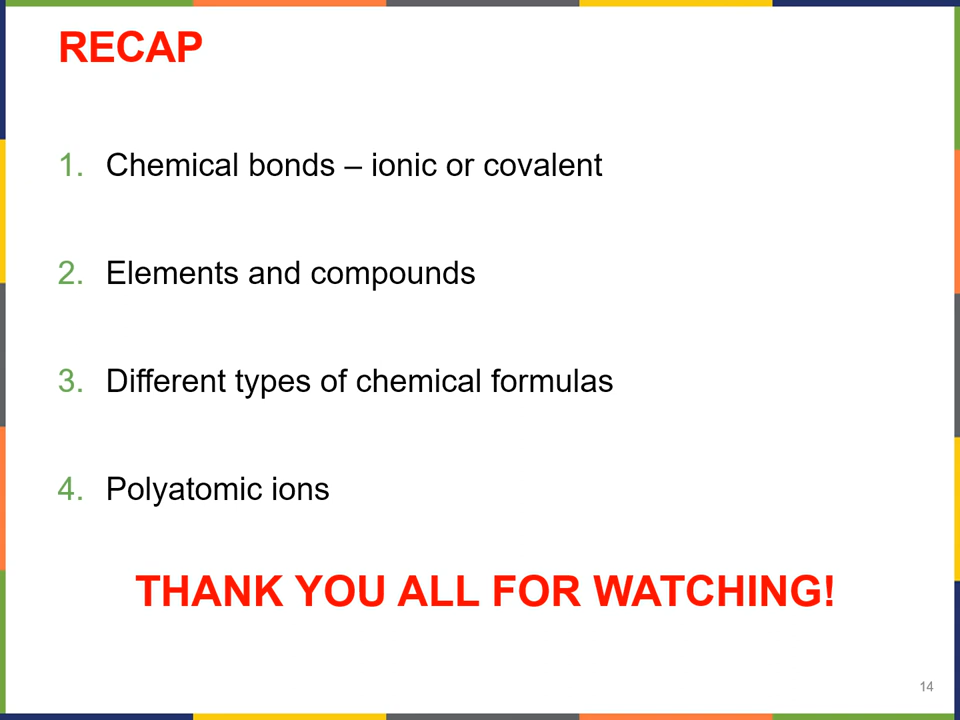 RECAP
1. Chemical bonds – ionic or covalent
2. Elements and compounds
3. Different types of chemical formulas
4. Polyatomic ions
THANK YOU ALL FOR WATCHING!
14